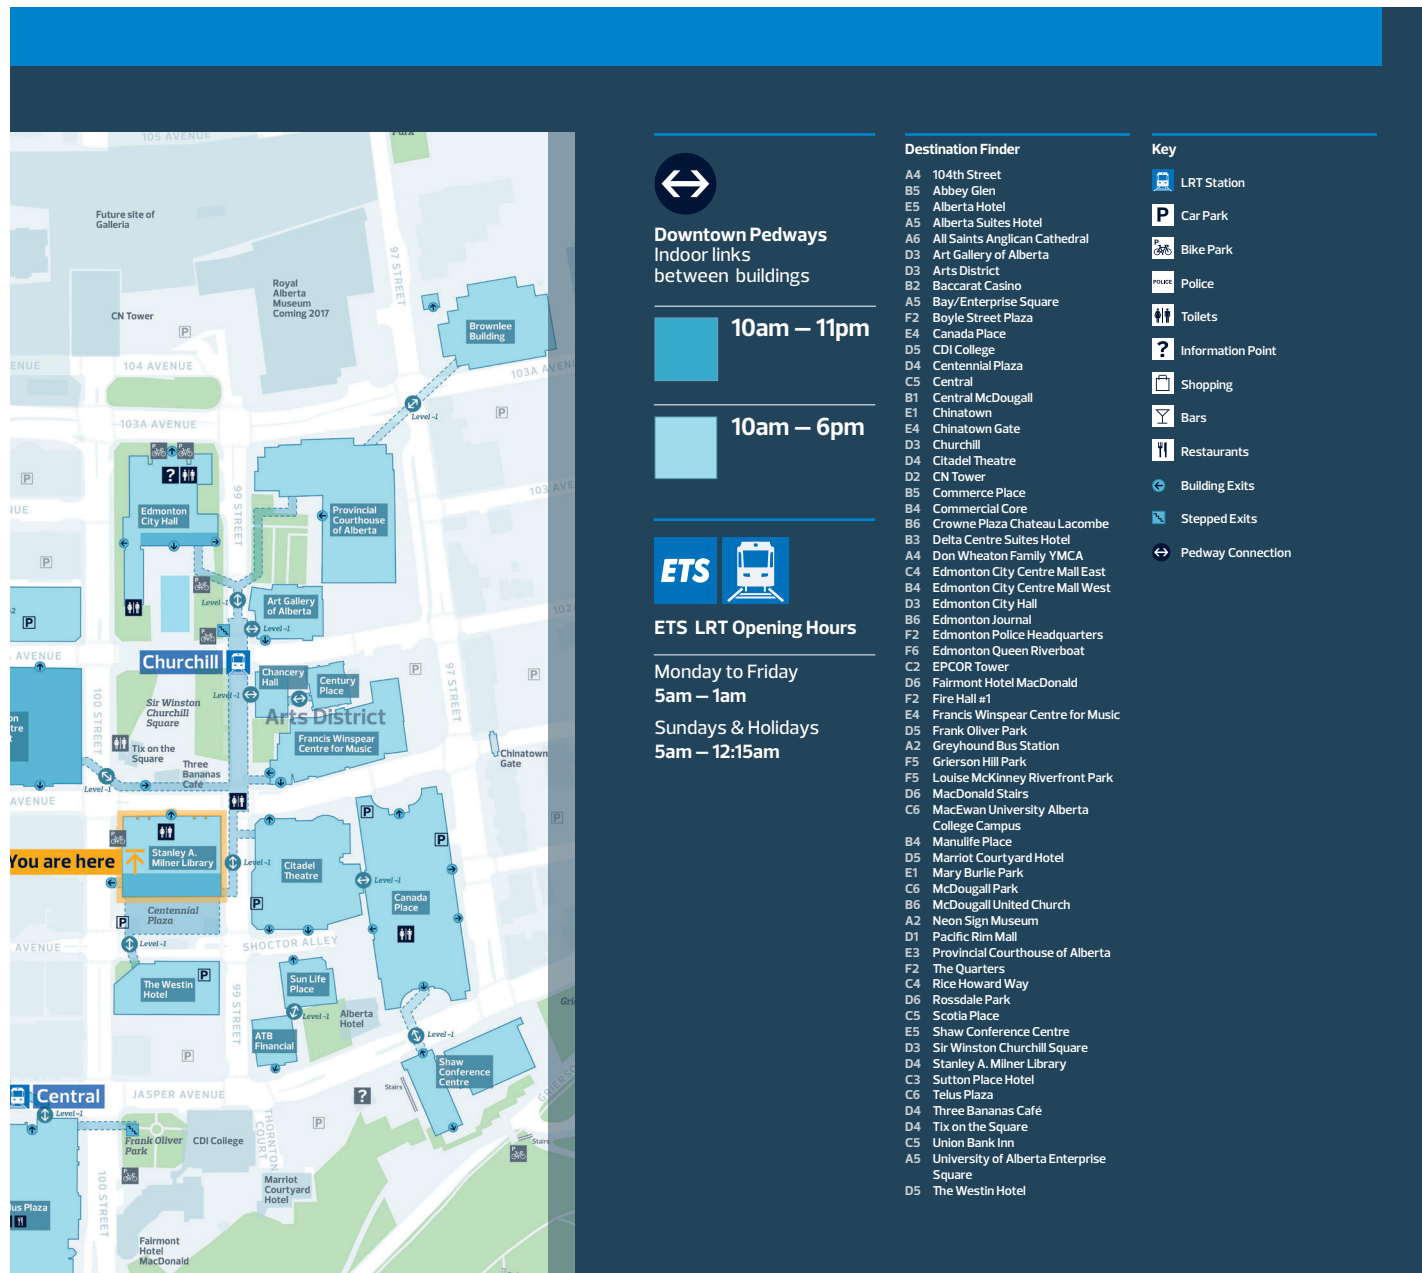 105 AVENUE
Park
Future site of
Galleria
97 STREET
Royal
Alberta
Museum
Coming 2017
CN Tower
P
Brownlee
Building
ENUE
104 AVENUE
103A AVENUE
Level -1
P
103A AVENUE
P
P
P
?
99 STREET
103 AVE
NUE
Edmonton
City Hall
Provincial
Courthouse
of Alberta
P
P
Level -1
Art Gallery
of Alberta
102
-2
P
P
Level -1
AVENUE
Churchill
Chancery
Hall
Century
Place
P
P
97 STREET
100 STREET
Level -1
Sir Winston
Churchill
Square
Arts District
on
tre
t
Francis Winspear
Centre for Music
Tix on the
Square
Three
Bananas
Café
Chinatown
Gate
Level -1
AVENUE
P
P
P
P
You are here
Stanley A.
Milner Library
Level -1
Citadel
Theatre
Level -1
Canada
Place
P
Centennial
Plaza
P
AVENUE
Level -1
SHOCTOR ALLEY
The Westin
Hotel
P
Sun Life
Place
99 STREET
Level -1
Alberta
Hotel
Gri
ATB
Financial
Level -1
P
Shaw
Conference
Centre
Central
JASPER AVENUE
Stairs
?
GRIERSO
Level -1
P
THORNTON
COURT
Frank Oliver
Park
CDI College
Stairs
P
P
100 STREET
Marriot
Courtyard
Hotel
lus Plaza
Fairmont
Hotel
MacDonald
Downtown Pedways
Indoor links
between buildings
10am — 11pm
10am — 6pm
ETS
ETS LRT Opening Hours
Monday to Friday
5am — 1am
Sundays & Holidays
5am — 12:15am
Destination Finder
A4 104th Street
B5 Abbey Glen
E5 Alberta Hotel
A5 Alberta Suites Hotel
A6 All Saints Anglican Cathedral
D3 Art Gallery of Alberta
D3 Arts District
B2 Baccarat Casino
A5 Bay/Enterprise Square
F2 Boyle Street Plaza
E4 Canada Place
D5 CDI College
D4 Centennial Plaza
C5 Central
B1 Central McDougall
E1 Chinatown
E4 Chinatown Gate
D3 Churchill
D4 Citadel Theatre
D2 CN Tower
B5 Commerce Place
B4 Commercial Core
B6 Crowne Plaza Chateau Lacombe
B3 Delta Centre Suites Hotel
A4 Don Wheaton Family YMCA
C4 Edmonton City Centre Mall East
B4 Edmonton City Centre Mall West
D3 Edmonton City Hall
B6 Edmonton Journal
F2 Edmonton Police Headquarters
F6 Edmonton Queen Riverboat
C2 EPCOR Tower
D6 Fairmont Hotel MacDonald
F2 Fire Hall #1
E4 Francis Winspear Centre for Music
D5 Frank Oliver Park
A2 Greyhound Bus Station
F5 Grierson Hill Park
F5 Louise McKinney Riverfront Park
D6 MacDonald Stairs
C6 MacEwan University Alberta
College Campus
B4 Manulife Place
D5 Marriot Courtyard Hotel
E1 Mary Burlie Park
C6 McDougall Park
B6 McDougall United Church
A2 Neon Sign Museum
D1 Pacific Rim Mall
E3 Provincial Courthouse of Alberta
F2 The Quarters
C4 Rice Howard Way
D6 Rossdale Park
C5 Scotia Place
E5 Shaw Conference Centre
D3 Sir Winston Churchill Square
D4 Stanley A. Milner Library
C3 Sutton Place Hotel
C6 Telus Plaza
D4 Three Bananas Café
D4 Tix on the Square
C5 Union Bank Inn
A5 University of Alberta Enterprise
Square
D5 The Westin Hotel
Key
LRT Station
P Car Park
P Bike Park
POLICE Police
Toilets
? Information Point
Shopping
Bars
Restaurants
Building Exits
Stepped Exits
Pedway Connection